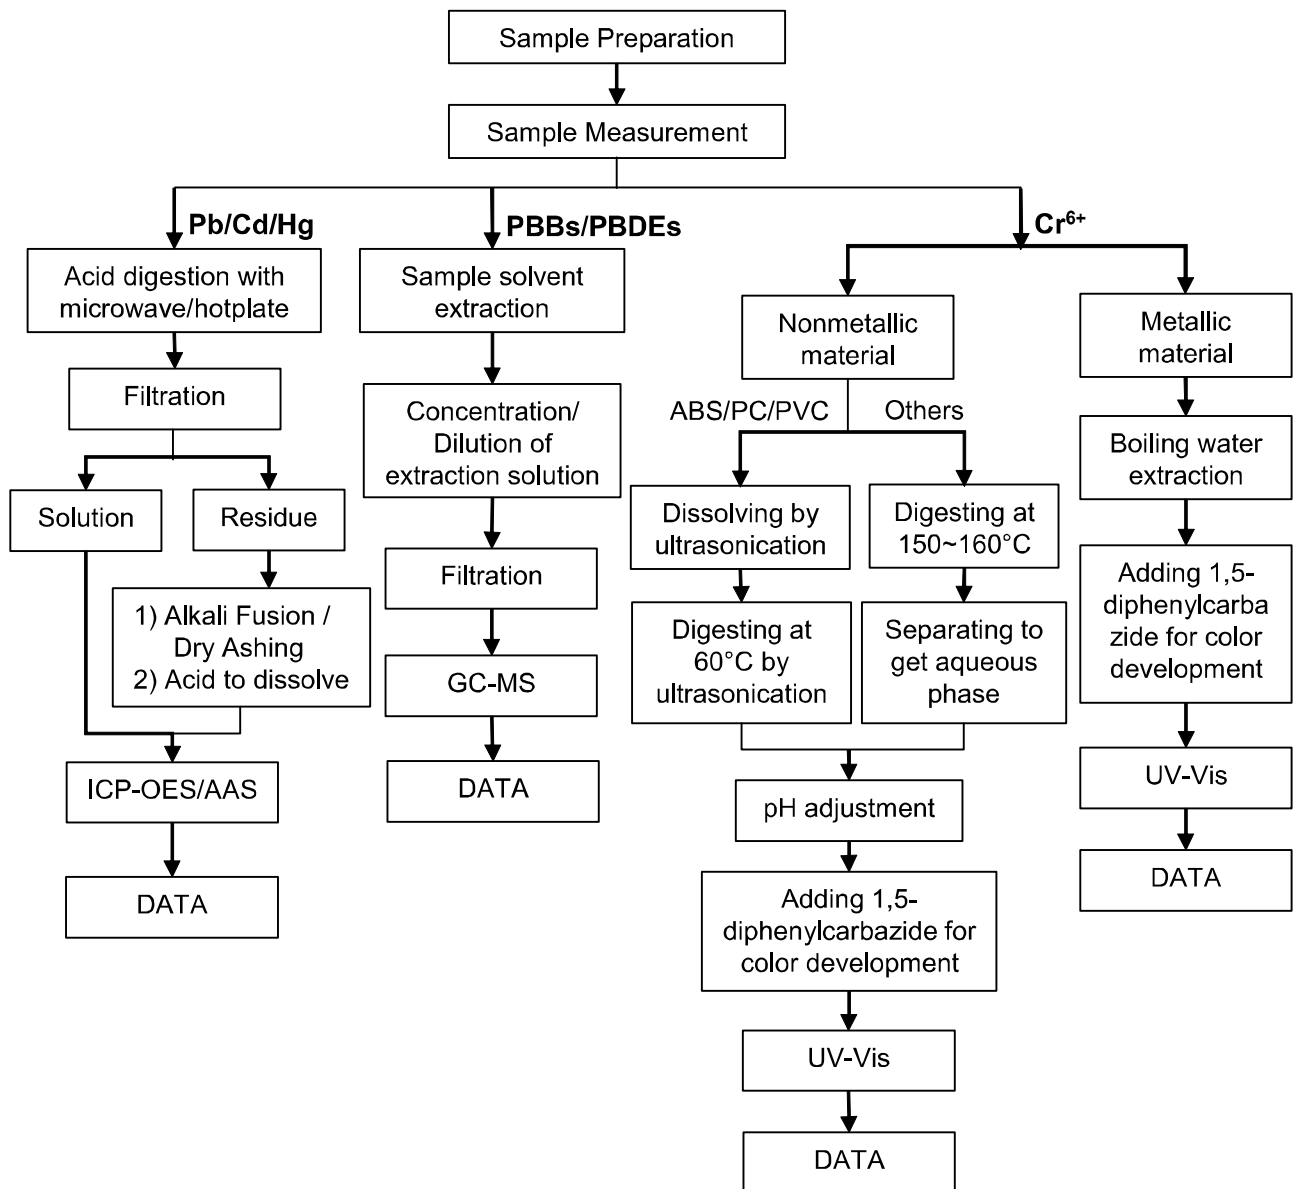 Sample Preparation
Sample Measurement
Pb/Cd/Hg
Acid digestion with
microwave/hotplate
Filtration
Solution
Residue
1) Alkali Fusion /
Dry Ashing
2) Acid to dissolve
ICP-OES/AAS
DATA
PBBs/PBDEs
Sample solvent
extraction
Concentration/
Dilution of
extraction solution
Filtration
GC-MS
DATA
Cr⁶⁺
Nonmetallic
material
ABS/PC/PVC
Others
Dissolving by
ultrasonication
Digesting at
60°C by
ultrasonication
Digesting at
150~160°C
Separating to
get aqueous
phase
pH adjustment
Adding 1,5-
diphenylcarbazide for
color development
UV-Vis
DATA
Metallic
material
Boiling water
extraction
Adding 1,5-
diphenylcarba
zide for color
development
UV-Vis
DATA